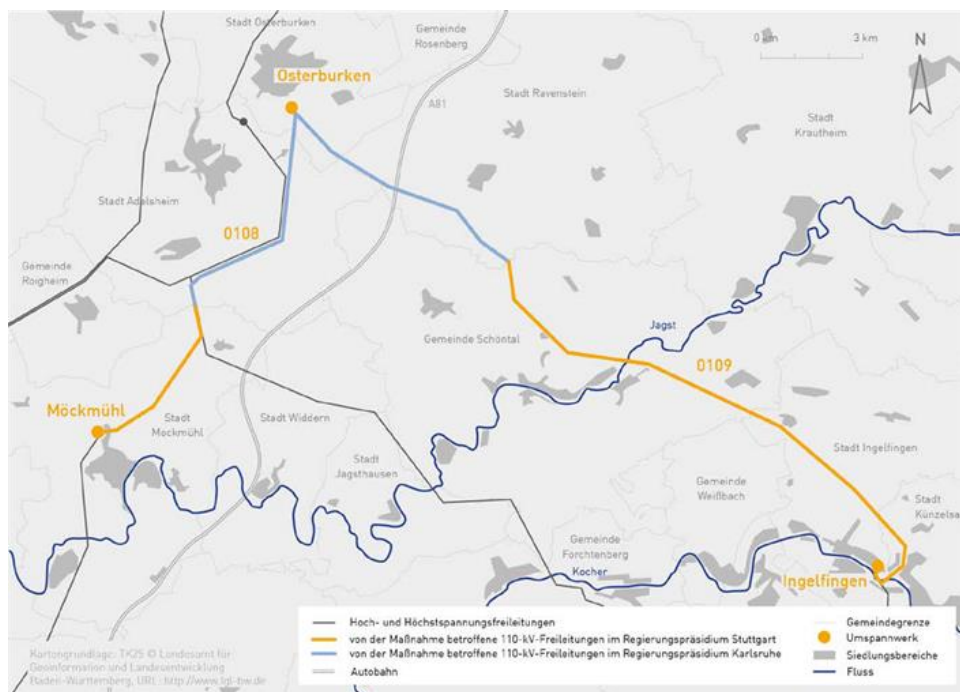 Stadt Osterburken
Gemeinde
Rosenberg
0 km
3 km
N
Osterburken
A81
Stadt Ravenstein
Stadt
Krautheim
Stadt Adelsheim
0108
Gemeinde
Roigheim
Jagst
Gemeinde Schöntal
0109
Möckmühl
Stadt
Möckmühl
Stadt Widdern
Stadt Ingelfingen
Stadt
Jagsthausen
Gemeinde
Weißbach
Stadt
Künzelsa
Gemeinde
Forchtenberg
Kocher
Ingelfingen
Hoch- und Höchstspannungsfreileitungen
von der Maßnahme betroffene 110-kV-Freileitungen im Regierungspräsidium Stuttgart
von der Maßnahme betroffene 110-kV-Freileitungen im Regierungspräsidium Karlsruhe
Autobahn
Gemeindegrenze
Umspannwerk
Siedlungsbereiche
Fluss
Kartengrundlage: TK25 © Landesamt für
Geoinformation und Landesentwicklung
Baden-Württemberg, URL: http://www.lgl-bw.de